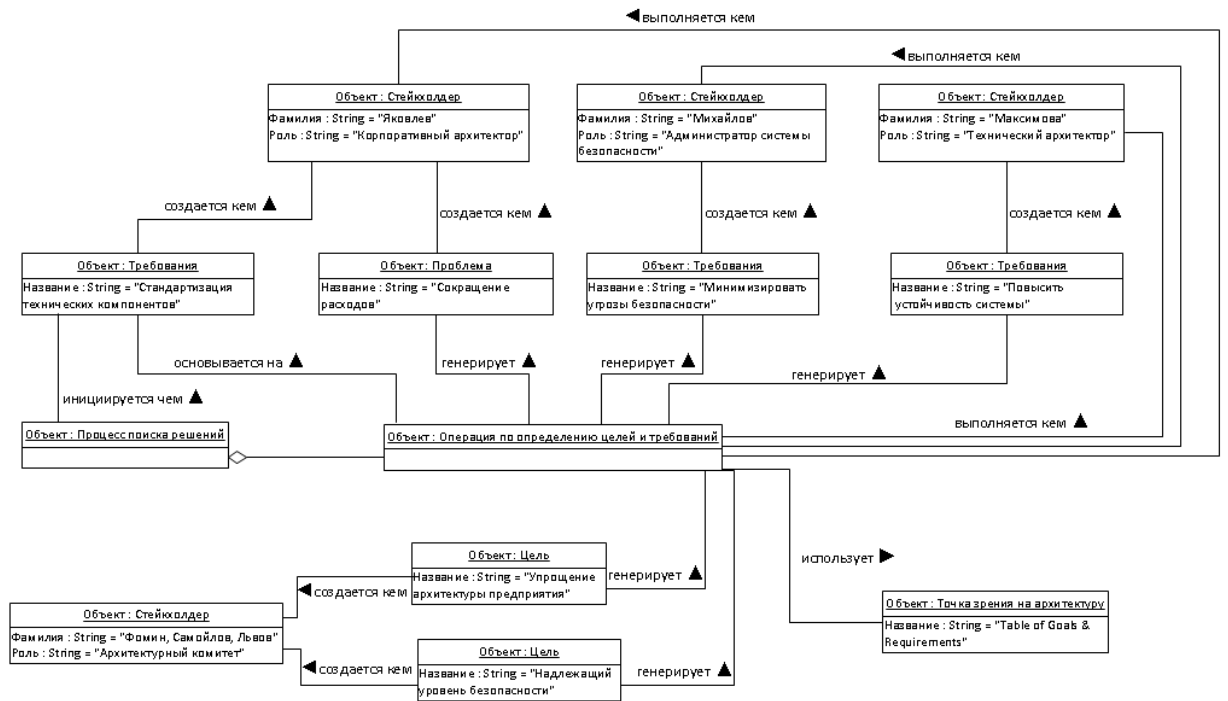 выполняется кем
выполняется кем
Объект : Стейкхолдер
Фамилия : String = "Яковлев"
Роль : String = "Корпоративный архитектор"
Объект : Стейкхолдер
Фамилия : String = "Михайлов"
Роль : String = "Администратор системы
безопасности"
Объект : Стейкхолдер
Фамилия : String = "Максимова"
Роль : String = "Технический архитектор"
создается кем
создается кем
создается кем
создается кем
Объект : Требования
Название : String = "Стандартизация
технических компонентов"
Объект : Проблема
Название : String = "Сокращение
расходов"
Объект : Требования
Название : String = "Минимизировать
угрозы безопасности"
Объект : Требования
Название : String = "Повысить
устойчивость системы"
основывается на
генерирует
генерирует
генерирует
инициируется чем
выполняется кем
Объект : Процесс поиска решений
Объект : Операция по определению целей и требований
Объект : Цель
Название : String = "Упрощение
архитектуры предприятия"
генерирует
использует
создается кем
Объект : Стейкхолдер
Фамилия : String = "Фомин, Самойлов, Львов"
Роль : String = "Архитектурный комитет"
Объект : Точка зрения на архитектуру
Название : String = "Table of Goals &
Requirements"
создается кем
Объект : Цель
Название : String = "Надлежащий
уровень безопасности"
генерирует